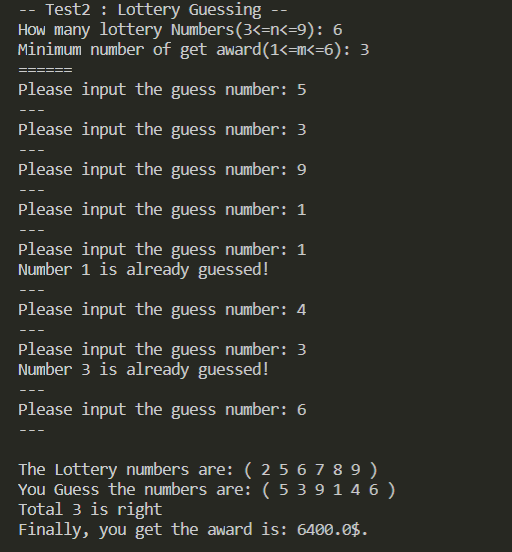 -- Test2 : Lottery Guessing --
How many lottery Numbers(3<=n<=9): 6
Minimum number of get award(1<=m<=6): 3
======
Please input the guess number: 5
---
Please input the guess number: 3
---
Please input the guess number: 9
---
Please input the guess number: 1
---
Please input the guess number: 1
Number 1 is already guessed!
---
Please input the guess number: 4
---
Please input the guess number: 3
Number 3 is already guessed!
---
Please input the guess number: 6
---
The Lottery numbers are: ( 2 5 6 7 8 9 )
You Guess the numbers are: ( 5 3 9 1 4 6 )
Total 3 is right
Finally, you get the award is: 6400.0$.